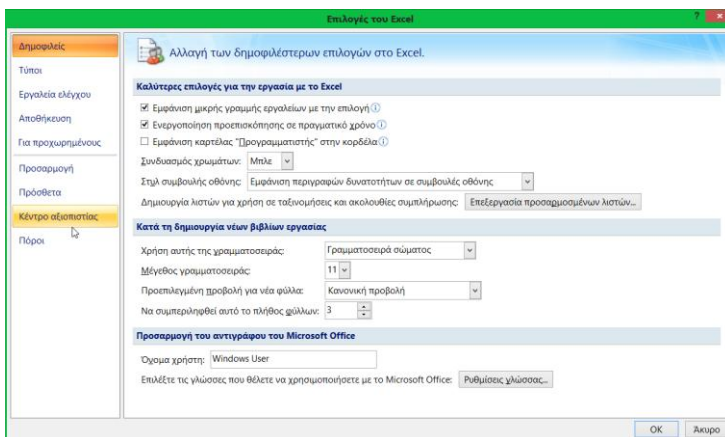 Επιλογές του Excel
Δημοφιλείς
Τύποι
Εργαλεία ελέγχου
Αποθήκευση
Για προχωρημένους
Προσαρμογή
Πρόσθετα
Κέντρο αξιοπιστίας
Πόροι
Αλλαγή των δημοφιλέστερων επιλογών στο Excel.
Καλύτερες επιλογές για την εργασία με το Excel
Εμφάνιση μικρής γραμμής εργαλείων με την επιλογή
Ενεργοποίηση προεπισκόπησης σε πραγματικό χρόνο
Εμφάνιση καρτέλας "Προγραμματιστής" στην κορδέλα
Συνδυασμός χρωμάτων: Μπλε
Στυλ συμβουλής οθόνης: Εμφάνιση περιγραφών δυνατοτήτων σε συμβουλές οθόνης
Δημιουργία λιστών για χρήση σε ταξινομήσεις και ακολουθίες συμπλήρωσης: Επεξεργασία προσαρμοσμένων λιστών...
Κατά τη δημιουργία νέων βιβλίων εργασίας
Χρήση αυτής της γραμματοσειράς: Γραμματοσειρά σώματος
Μέγεθος γραμματοσειράς: 11
Προεπιλεγμένη προβολή για νέα φύλλα: Κανονική προβολή
Να συμπεριληφθεί αυτό το πλήθος φύλλων: 3
Προσαρμογή του αντιγράφου του Microsoft Office
Όνομα χρήστη: Windows User
Επιλέξτε τις γλώσσες που θέλετε να χρησιμοποιήσετε με το Microsoft Office: Ρυθμίσεις γλώσσας...
OK Άκυρο